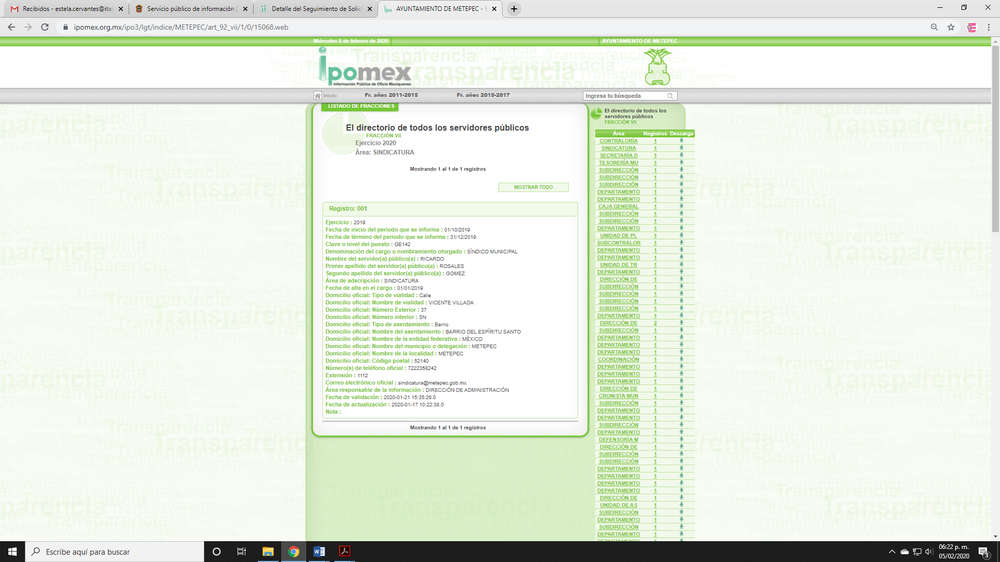 Recibidos - estela.cervantes@itai
Servicio público de información
Detalle del Seguimiento de Solici
AYUNTAMIENTO DE METEPEC - E
ipomex.org.mx/ipo3/lgt/indice/METEPEC/art_92_vii/1/0/15068.web
Miércoles 5 de febrero de 2020
AYUNTAMIENTO DE METEPEC
ipomex
Información Pública de Oficio Mexiquense
Transparencia
Inicio
Fr. años 2011-2015
Fr. años 2015-2017
Ingresa tu búsqueda
LISTADO DE FRACCIONES
El directorio de todos los servidores públicos
FRACCIÓN VII
Ejercicio 2020
Área: SINDICATURA
Mostrando 1 al 1 de 1 registros
MOSTRAR TODO
Registro: 001
Ejercicio : 2019
Fecha de inicio del periodo que se informa : 01/10/2019
Fecha de término del periodo que se informa : 31/12/2019
Clave o nivel del puesto : GE142
Denominación del cargo o nombramiento otorgado : SÍNDICO MUNICIPAL
Nombre del servidor(a) público(a) : RICARDO
Primer apellido del servidor(a) público(a) : ROSALES
Segundo apellido del servidor(a) público(a) : GOMEZ
Área de adscripción : SINDICATURA
Fecha de alta en el cargo : 01/01/2019
Domicilio oficial: Tipo de vialidad : Calle
Domicilio oficial: Nombre de vialidad : VICENTE VILLADA
Domicilio oficial: Número Exterior : 37
Domicilio oficial: Número interior : SN
Domicilio oficial: Tipo de asentamiento : Barrio
Domicilio oficial: Nombre del asentamiento : BARRIO DEL ESPÍRITU SANTO
Domicilio oficial: Nombre de la entidad federativa : MÉXICO
Domicilio oficial: Nombre del municipio o delegación : METEPEC
Domicilio oficial: Nombre de la localidad : METEPEC
Domicilio oficial: Código postal : 52140
Número(s) de teléfono oficial : 7222358242
Extensión : 1112
Correo electrónico oficial : sindicatura@metepec.gob.mx
Área responsable de la información : DIRECCIÓN DE ADMINISTRACIÓN
Fecha de validación : 2020-01-21 15:35:26.0
Fecha de actualización : 2020-01-17 10:22:38.0
Nota :
Mostrando 1 al 1 de 1 registros
El directorio de todos los
servidores públicos
FRACCIÓN VII
Área Registros Descarga
CONTRALORÍA 1
SINDICATURA 1
SECRETARÍA D 1
TESORERÍA MU 1
SUBDIRECCIÓN 1
SUBDIRECCIÓN 1
SUBDIRECCIÓN 1
DEPARTAMENTO 1
DEPARTAMENTO 1
CAJA GENERAL 1
SUBDIRECCIÓN 1
SUBDIRECCIÓN 1
DEPARTAMENTO 1
UNIDAD DE PL 1
SUBCONTRALOR 1
DEPARTAMENTO 1
DEPARTAMENTO 1
UNIDAD DE TR 1
DEPARTAMENTO 1
DIRECCIÓN DE 1
SUBDIRECCIÓN 1
SUBDIRECCIÓN 1
SUBDIRECCIÓN 1
SUBDIRECCIÓN 1
DEPARTAMENTO 1
DIRECCIÓN DE 2
SUBDIRECCIÓN 1
DEPARTAMENTO 1
DEPARTAMENTO 1
DEPARTAMENTO 1
COORDINACIÓN 1
DEPARTAMENTO 1
DEPARTAMENTO 1
DEPARTAMENTO 1
DIRECCIÓN DE 1
CRONISTA MUN 1
SUBDIRECCIÓN 1
DEPARTAMENTO 1
DEPARTAMENTO 1
SUBDIRECCIÓN 1
DEPARTAMENTO 1
DEFENSORÍA M 1
DIRECCIÓN DE 1
SUBDIRECCIÓN 1
SUBDIRECCIÓN 1
DEPARTAMENTO 1
DEPARTAMENTO 1
DEPARTAMENTO 1
DEPARTAMENTO 1
DIRECCIÓN DE 1
UNIDAD DE AS 1
SUBDIRECCIÓN 1
DEPARTAMENTO 1
SUBDIRECCIÓN 1
DEPARTAMENTO 1
Escribe aquí para buscar
06:22 p. m.
05/02/2020
3